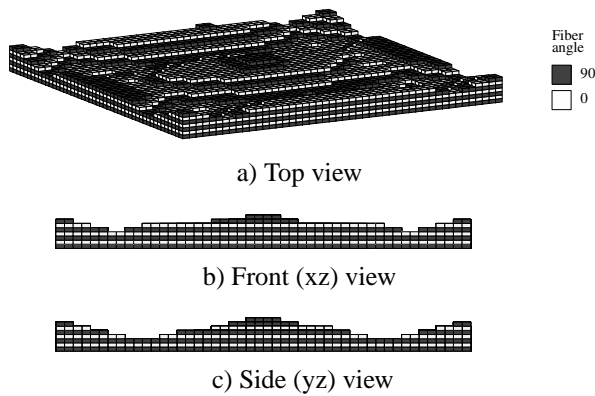 Fiber
angle
90
0
a) Top view
b) Front (xz) view
c) Side (yz) view